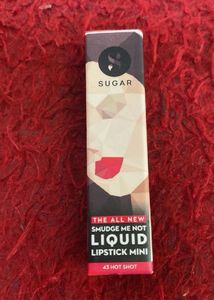 SUGAR
THE ALL NEW
SMUDGE ME NOT
LIQUID
LIPSTICK MINI
43 HOT SHOT